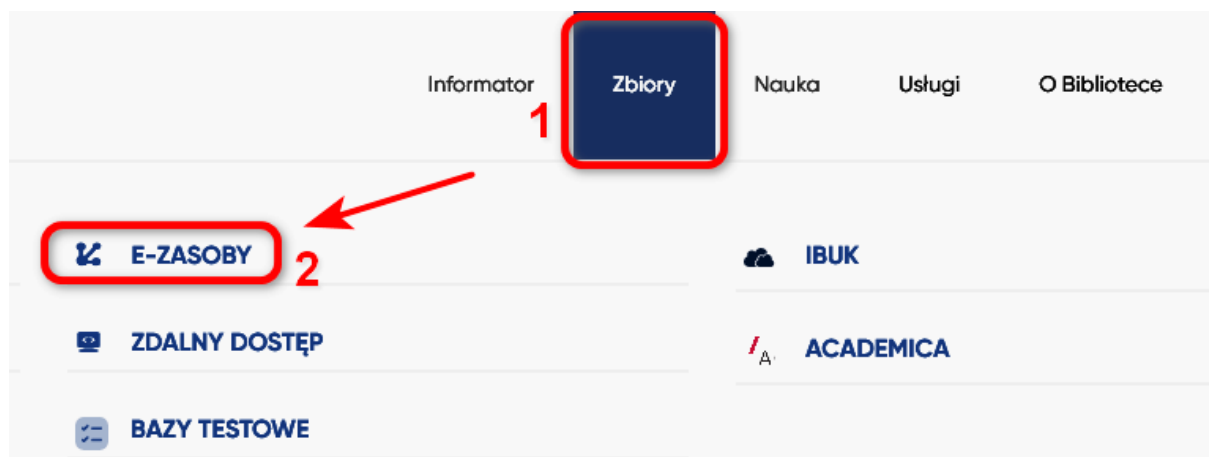 Informator Zbiory Nauka Usługi O Bibliotece
1
E-ZASOBY
2
IBUK
ZDALNY DOSTĘP
A
ACADEMICA
BAZY TESTOWE